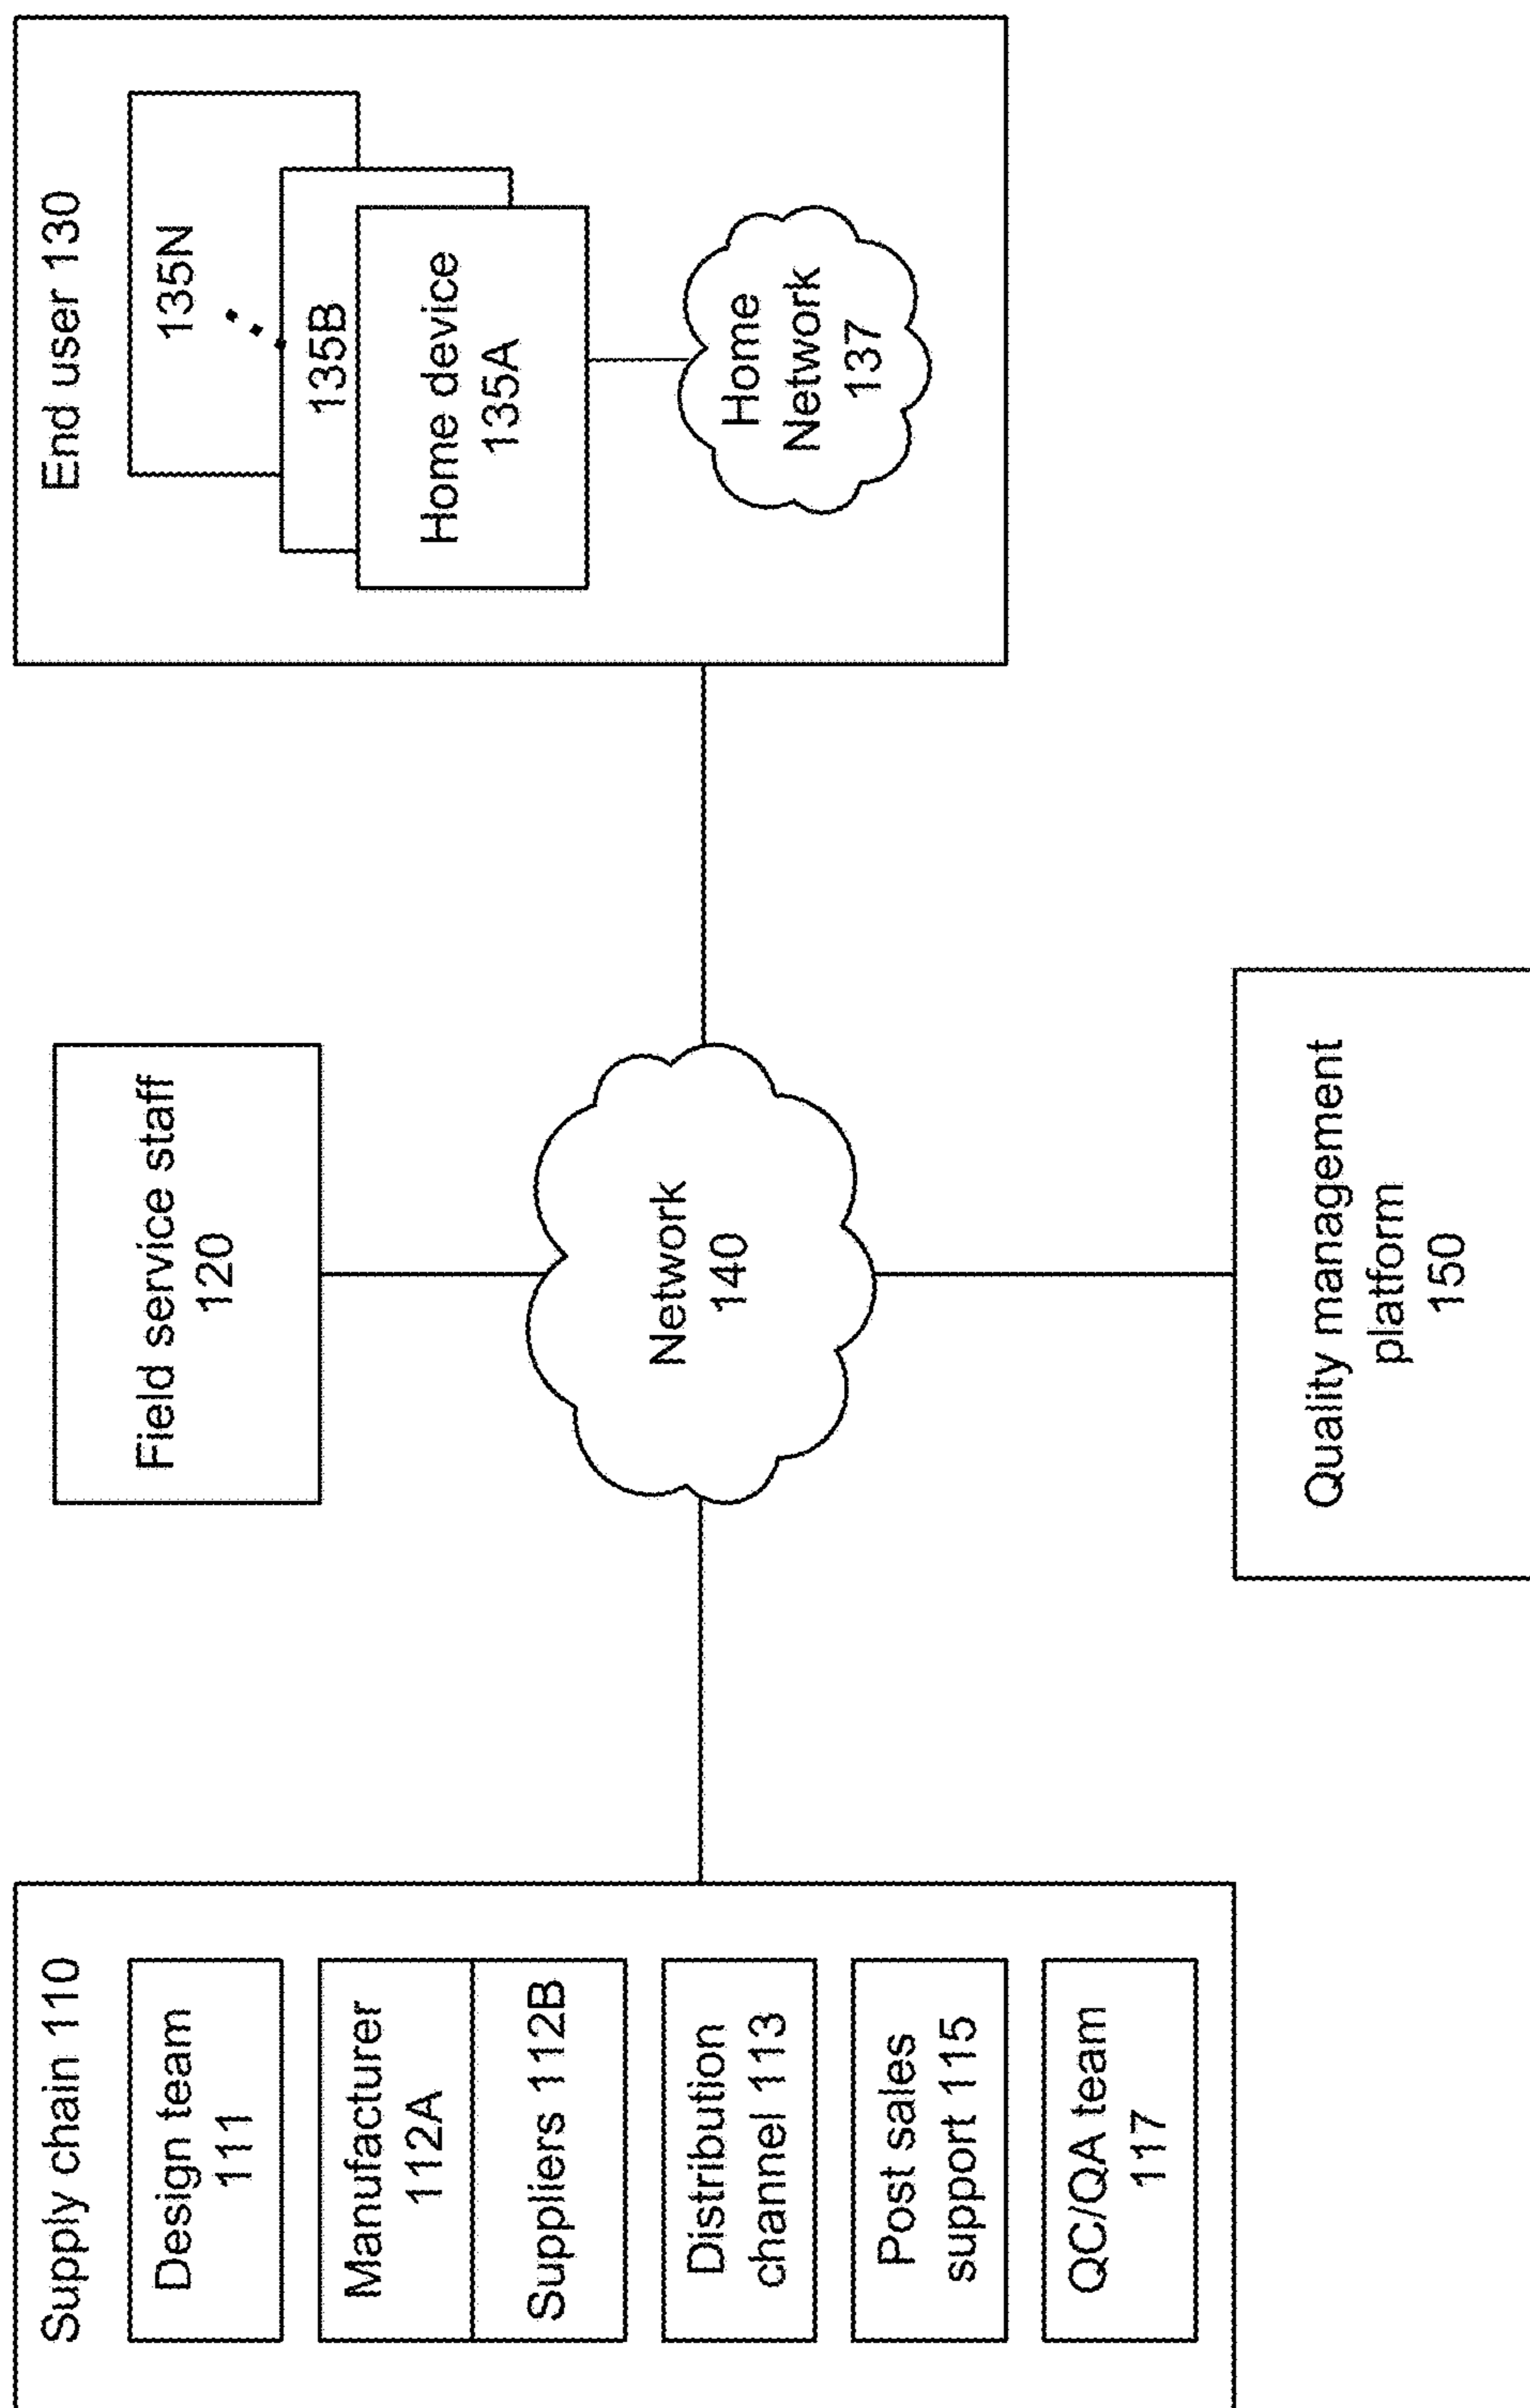 Supply chain 110
Design team
111
Manufacturer
112A
Suppliers 112B
Distribution
channel 113
Post sales
support 115
QC/QA team
117
Field service staff
120
Network
140
Quality management
platform
150
End user 130
135N
135B
Home device
135A
Home
Network
137